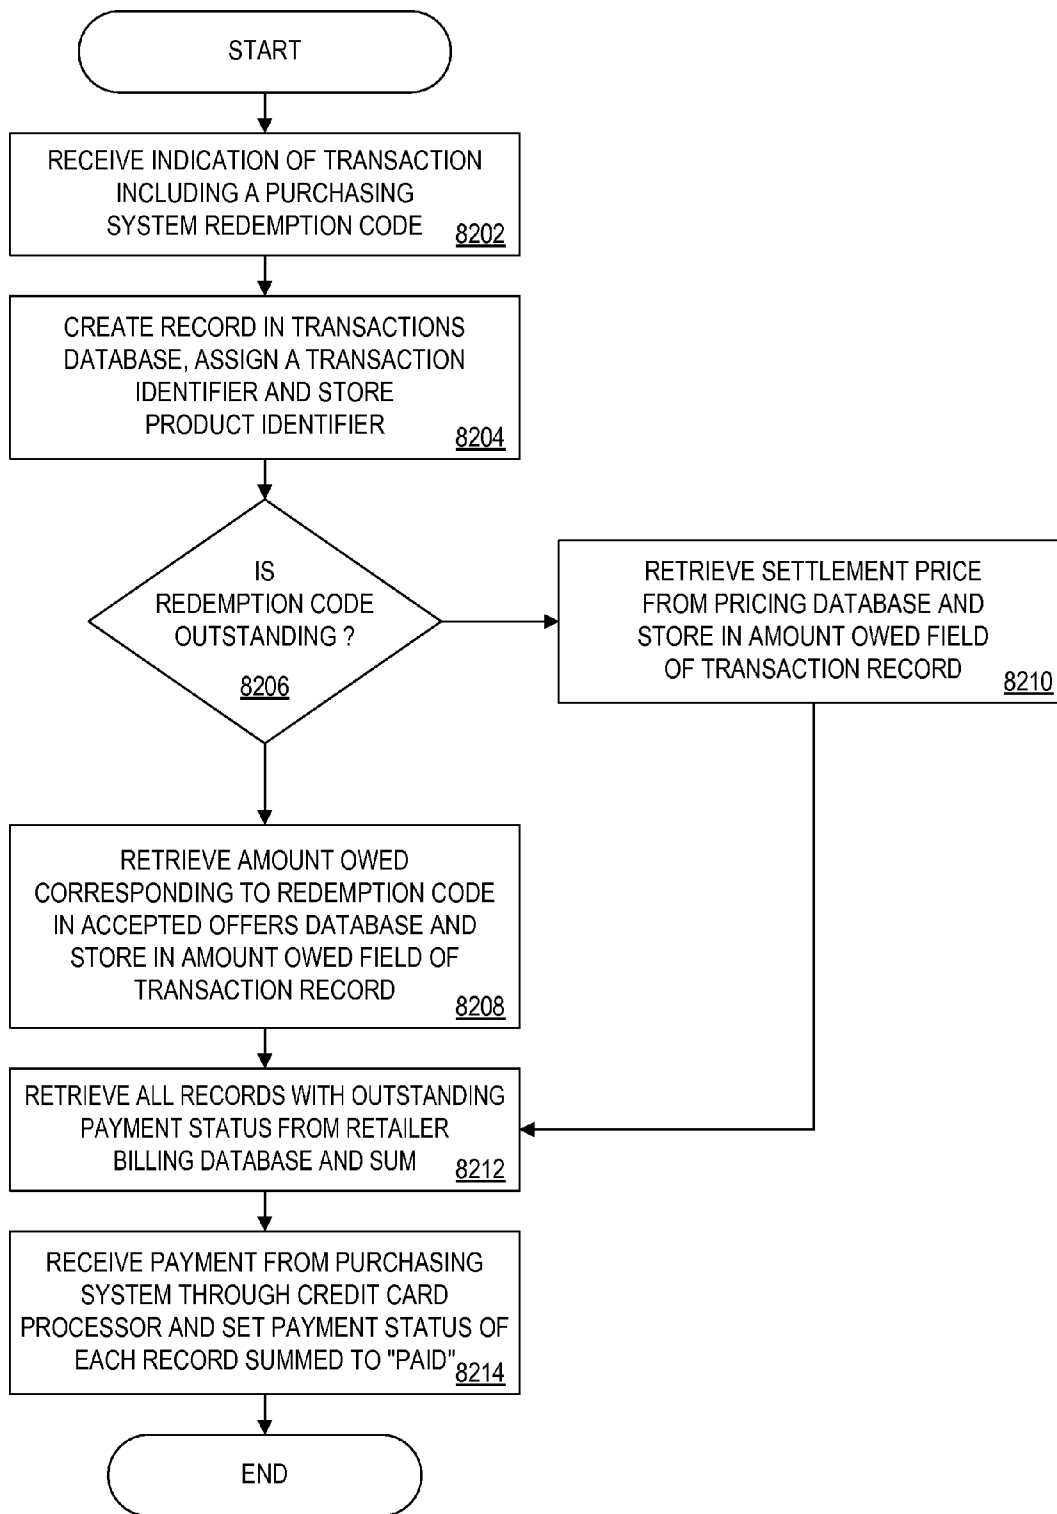 START
RECEIVE INDICATION OF TRANSACTION
INCLUDING A PURCHASING
SYSTEM REDEMPTION CODE
8202
CREATE RECORD IN TRANSACTIONS
DATABASE, ASSIGN A TRANSACTION
IDENTIFIER AND STORE
PRODUCT IDENTIFIER
8204
IS
REDEMPTION CODE
OUTSTANDING ?
8206
RETRIEVE SETTLEMENT PRICE
FROM PRICING DATABASE AND
STORE IN AMOUNT OWED FIELD
OF TRANSACTION RECORD
8210
RETRIEVE AMOUNT OWED
CORRESPONDING TO REDEMPTION CODE
IN ACCEPTED OFFERS DATABASE AND
STORE IN AMOUNT OWED FIELD OF
TRANSACTION RECORD
8208
RETRIEVE ALL RECORDS WITH OUTSTANDING
PAYMENT STATUS FROM RETAILER
BILLING DATABASE AND SUM
8212
RECEIVE PAYMENT FROM PURCHASING
SYSTEM THROUGH CREDIT CARD
PROCESSOR AND SET PAYMENT STATUS OF
EACH RECORD SUMMED TO "PAID"
8214
END